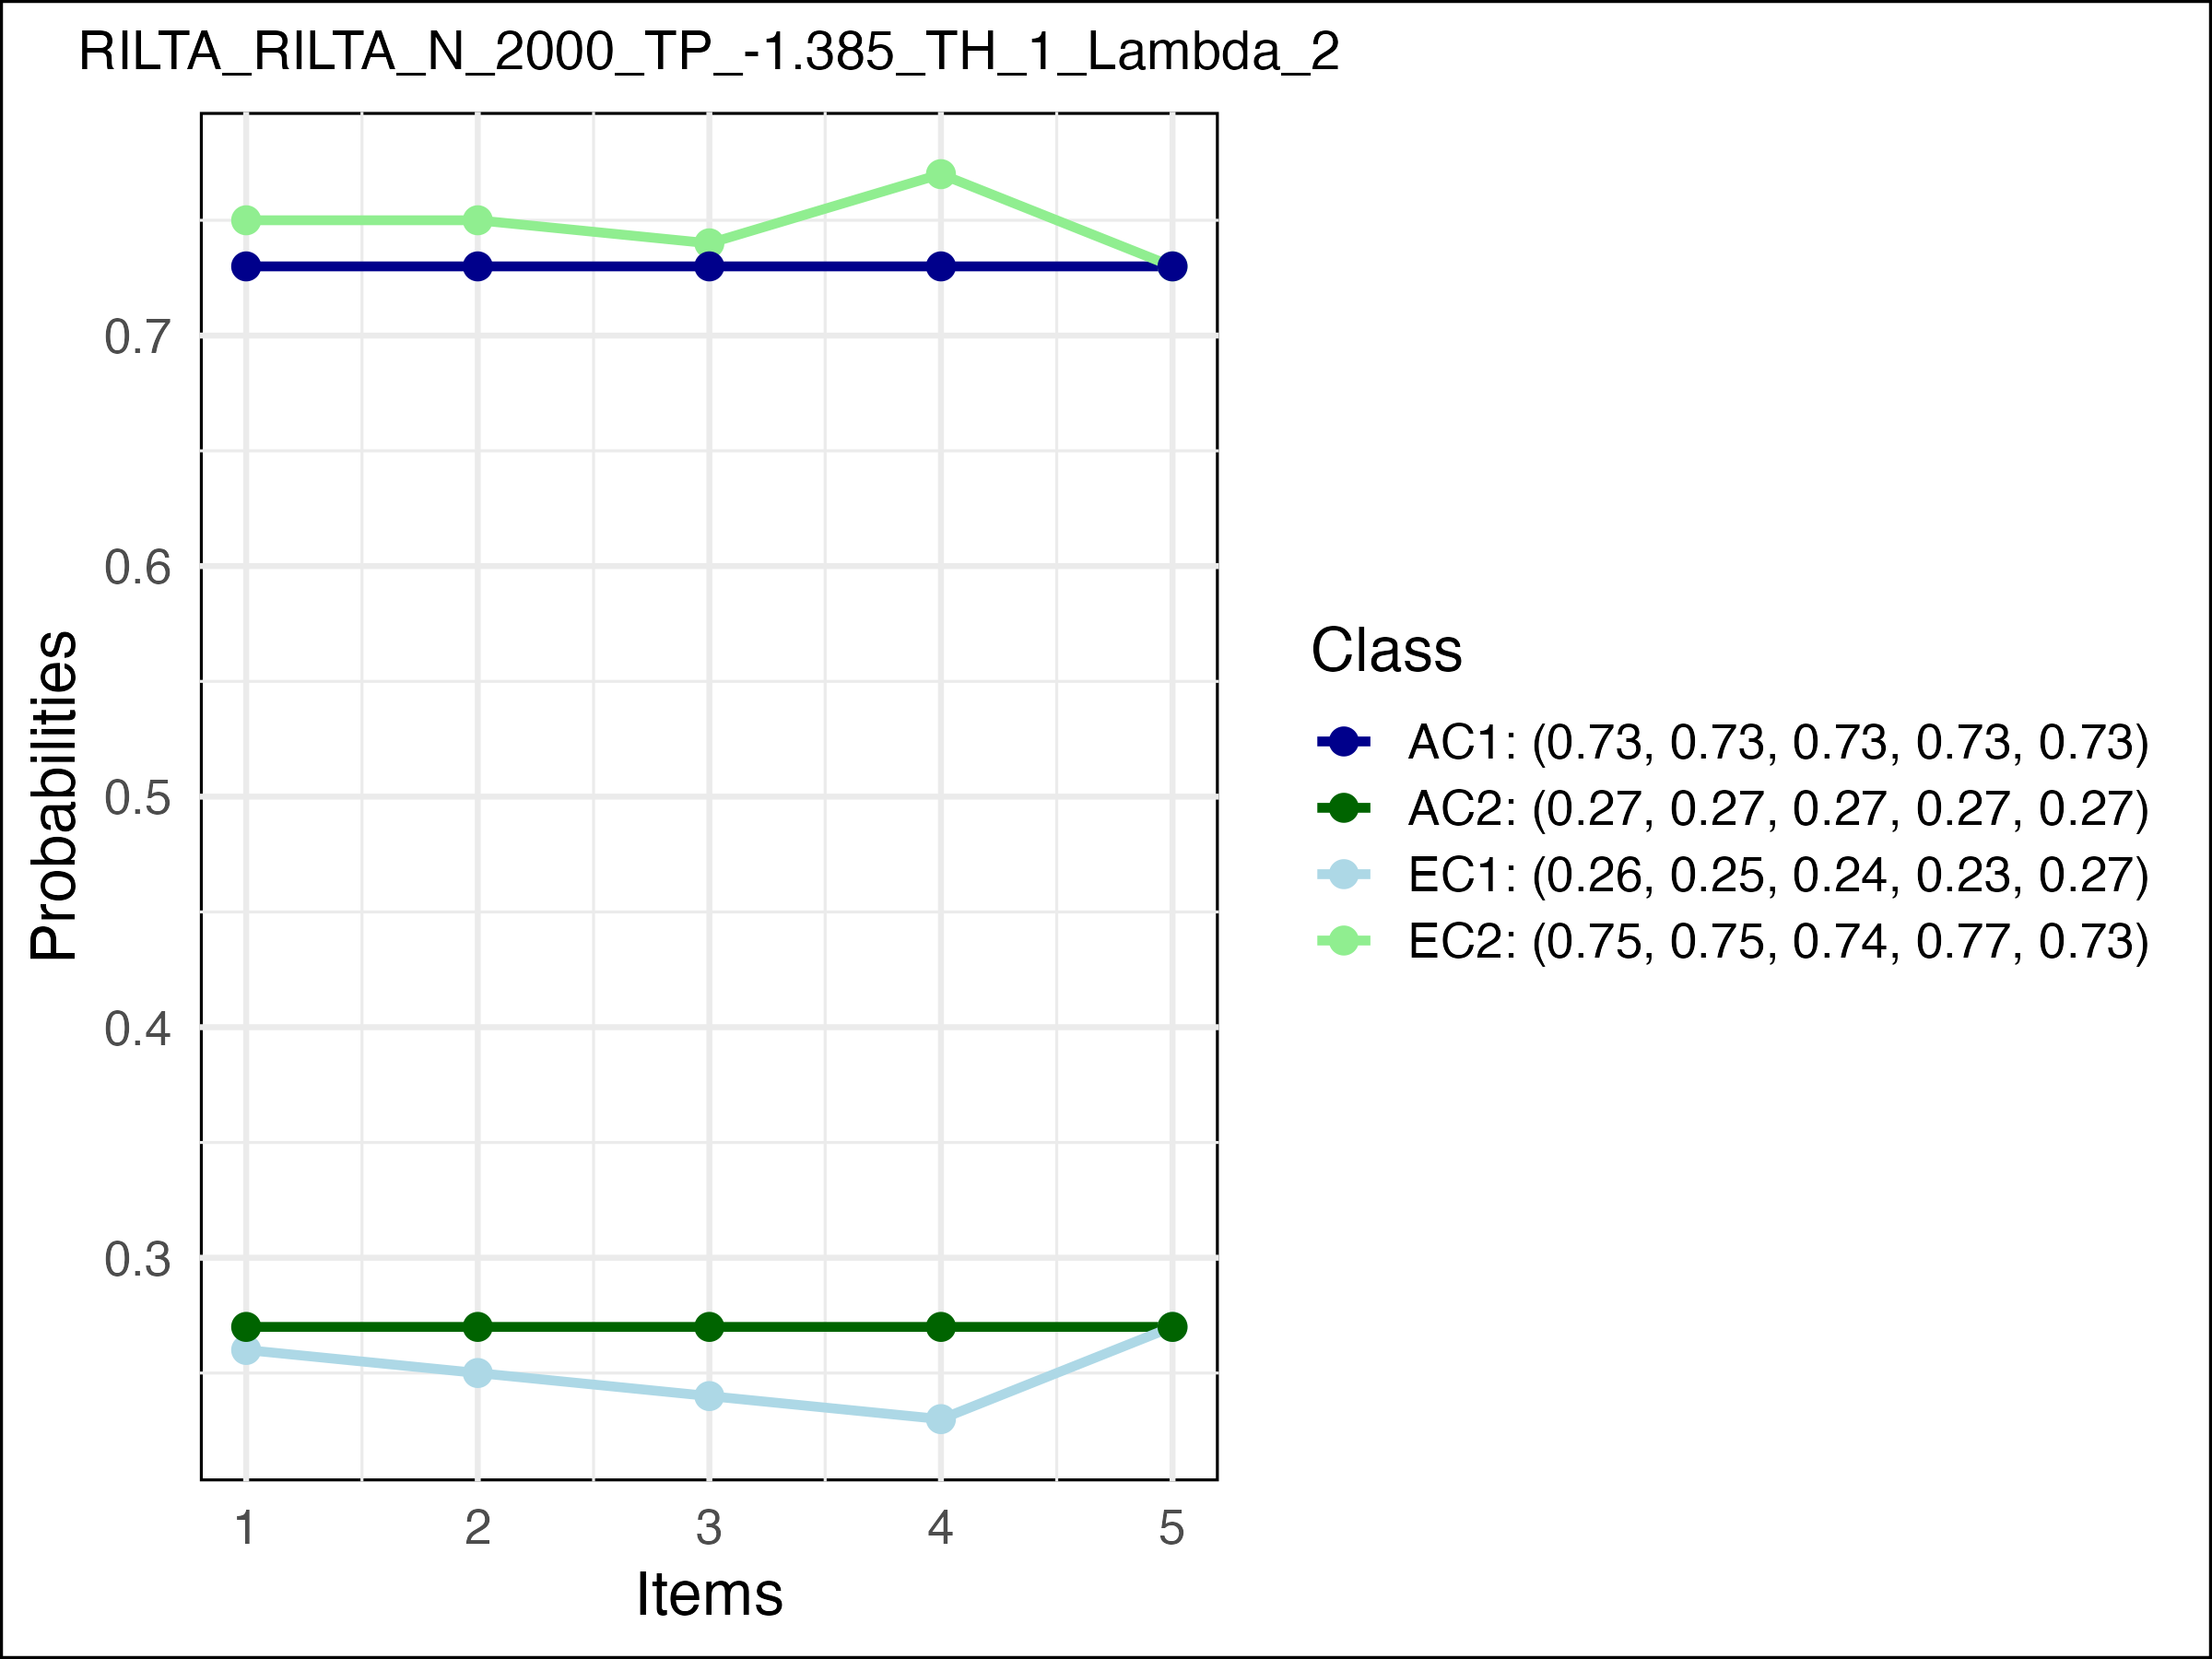 RILTA_RILTA_N_2000_TP_-1.385_TH_1_Lambda_2
Probabilities
0.7
0.6
0.5
0.4
0.3
1 2 3 4 5
Items
Class
AC1: (0.73, 0.73, 0.73, 0.73, 0.73)
AC2: (0.27, 0.27, 0.27, 0.27, 0.27)
EC1: (0.26, 0.25, 0.24, 0.23, 0.27)
EC2: (0.75, 0.75, 0.74, 0.77, 0.73)